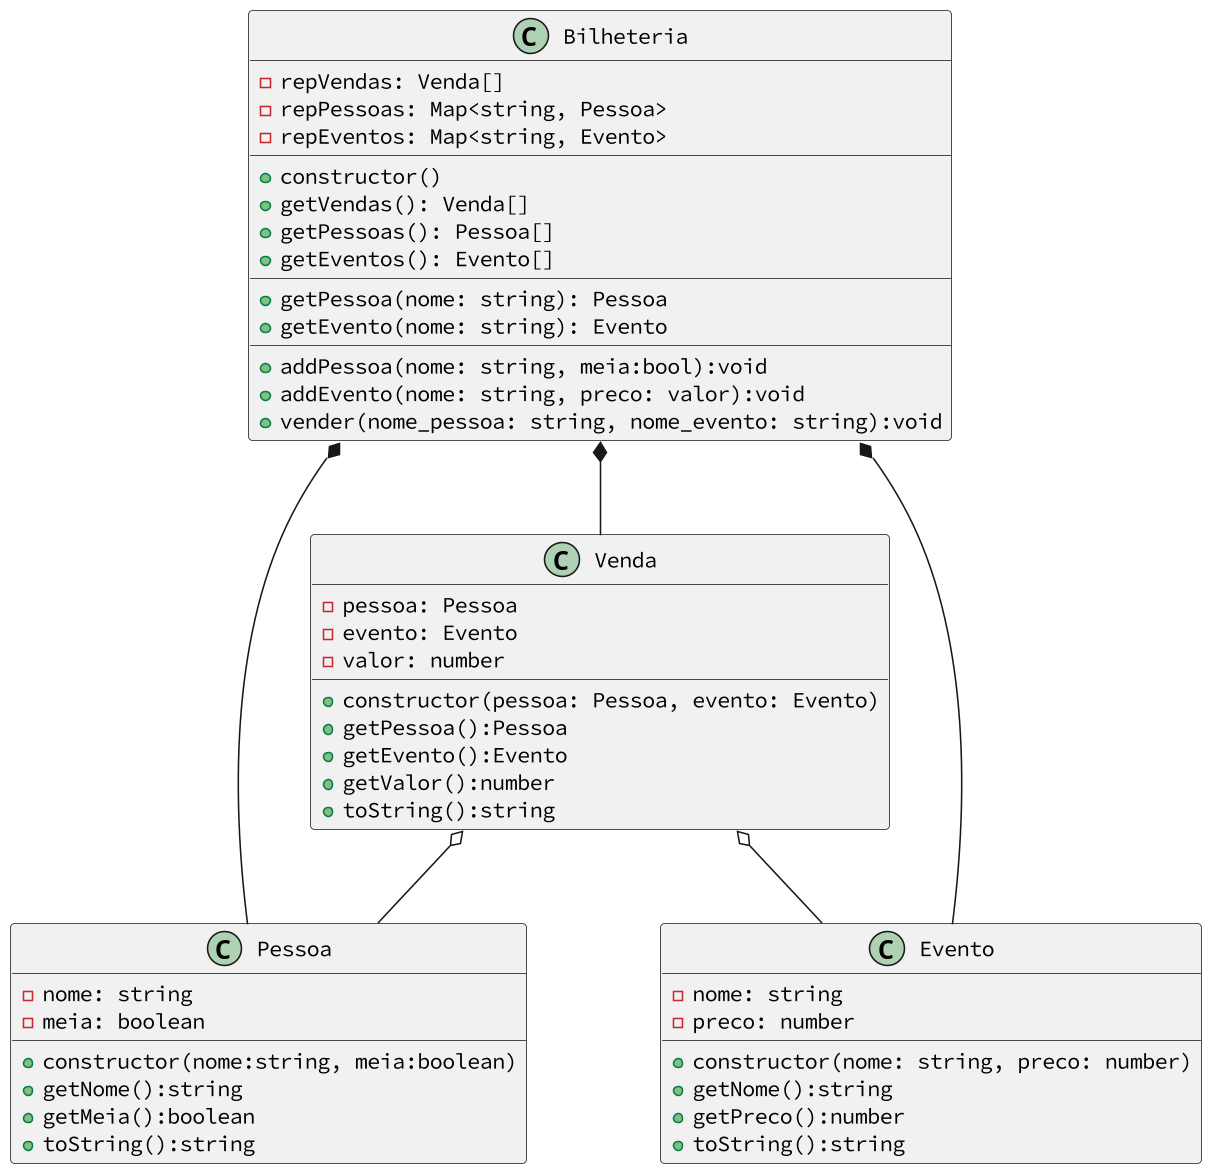 C Bilheteria
repVendas: Venda[]
repPessoas: Map<string, Pessoa>
repEventos: Map<string, Evento>
constructor()
getVendas(): Venda[]
getPessoas(): Pessoa[]
getEventos(): Evento[]
getPessoa(nome: string): Pessoa
getEvento(nome: string): Evento
addPessoa(nome: string, meia:bool):void
addEvento(nome: string, preco: valor):void
vender(nome_pessoa: string, nome_evento: string):void
C Venda
pessoa: Pessoa
evento: Evento
valor: number
constructor(pessoa: Pessoa, evento: Evento)
getPessoa():Pessoa
getEvento():Evento
getValor():number
toString():string
C Pessoa
nome: string
meia: boolean
constructor(nome:string, meia:boolean)
getNome():string
getMeia():boolean
toString():string
C Evento
nome: string
preco: number
constructor(nome: string, preco: number)
getNome():string
getPreco():number
toString():string